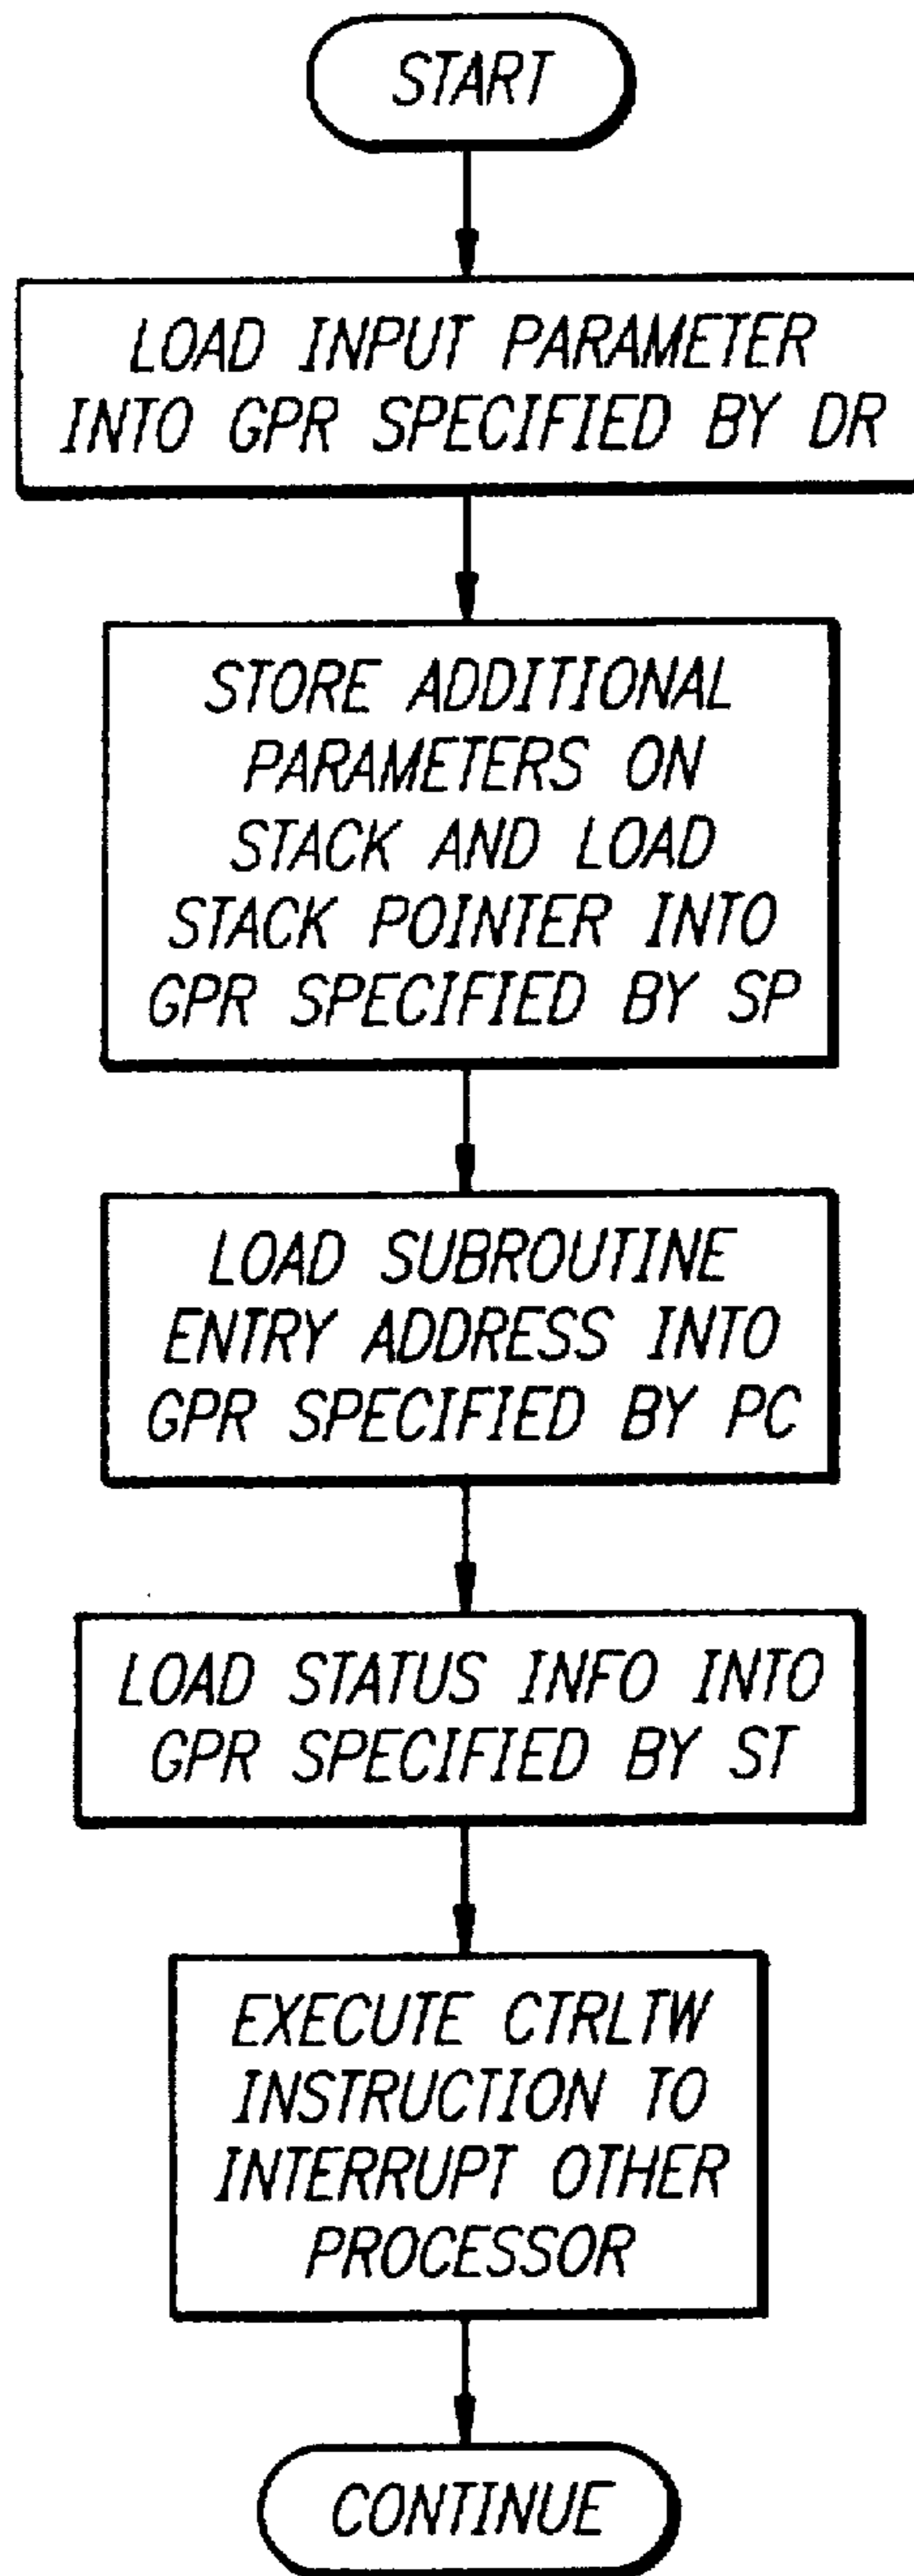 START
LOAD INPUT PARAMETER
INTO GPR SPECIFIED BY DR
STORE ADDITIONAL
PARAMETERS ON
STACK AND LOAD
STACK POINTER INTO
GPR SPECIFIED BY SP
LOAD SUBROUTINE
ENTRY ADDRESS INTO
GPR SPECIFIED BY PC
LOAD STATUS INFO INTO
GPR SPECIFIED BY ST
EXECUTE CTRLTW
INSTRUCTION TO
INTERRUPT OTHER
PROCESSOR
CONTINUE